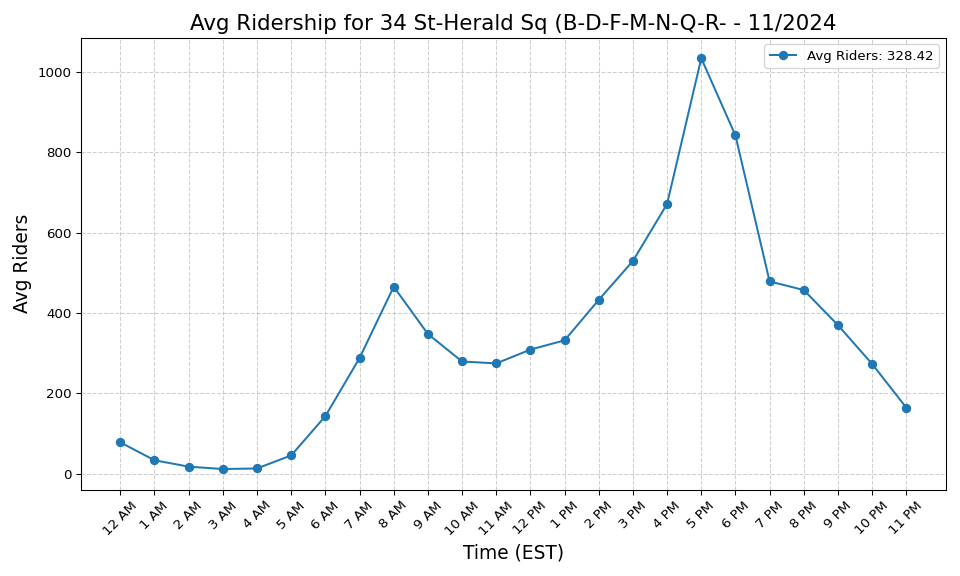 Avg Ridership for 34 St-Herald Sq (B-D-F-M-N-Q-R- - 11/2024
Avg Riders: 328.42
Avg Riders
1000
800
600
400
200
0
12 AM
1 AM
2 AM
3 AM
4 AM
5 AM
6 AM
7 AM
8 AM
9 AM
10 AM
11 AM
12 PM
1 PM
2 PM
3 PM
4 PM
5 PM
6 PM
7 PM
8 PM
9 PM
10 PM
11 PM
Time (EST)